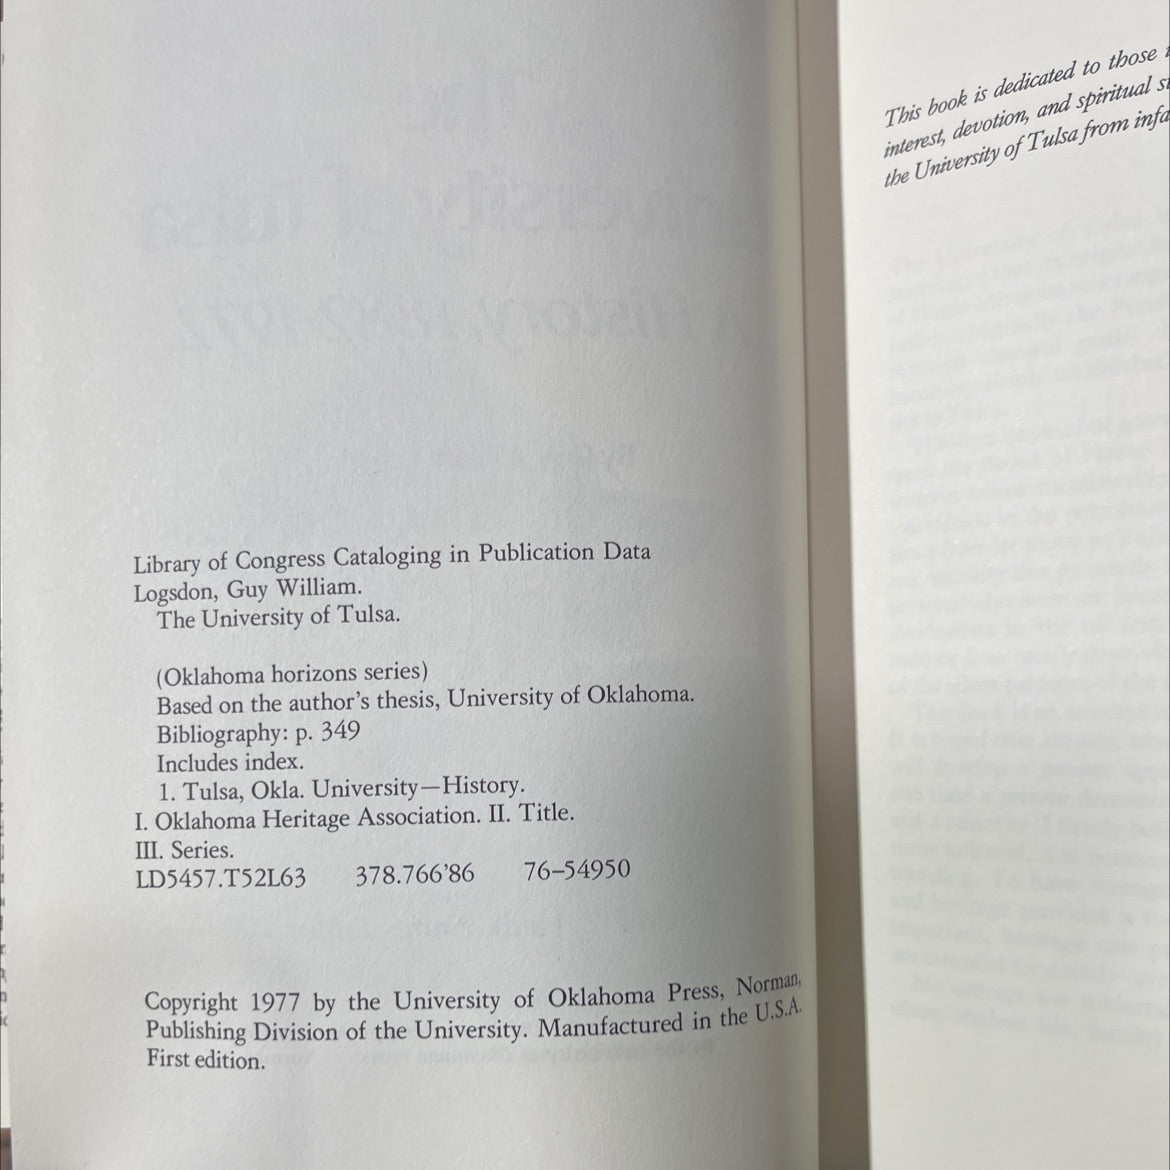 Library of Congress Cataloging in Publication Data
Logsdon, Guy William.
The University of Tulsa.
(Oklahoma horizons series)
Based on the author's thesis, University of Oklahoma.
Bibliography: p. 349
Includes index.
1. Tulsa, Okla. University—History.
I. Oklahoma Heritage Association. II. Title.
III. Series.
LD5457.T52L63 378.766'86 76–54950
Copyright 1977 by the University of Oklahoma Press, Norman,
Publishing Division of the University. Manufactured in the U.S.A.
First edition.
This book is dedicated to those
interest, devotion, and spiritual
the University of Tulsa from